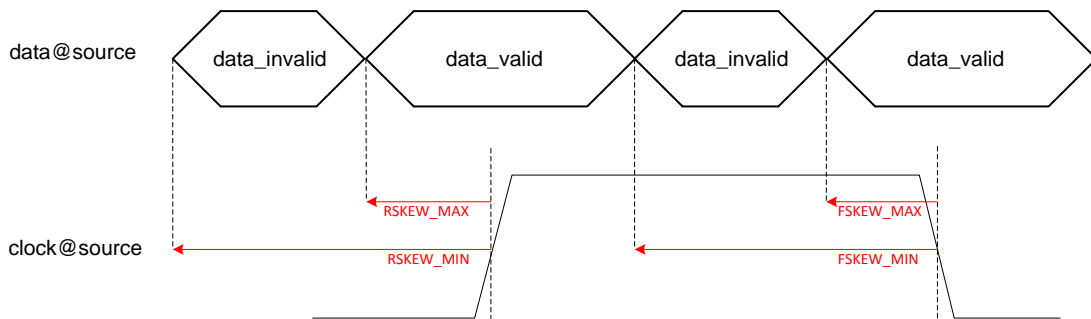 data@source
data_invalid
data_valid
data_invalid
data_valid
RSKEW_MAX
FSKEW_MAX
clock@source
RSKEW_MIN
FSKEW_MIN